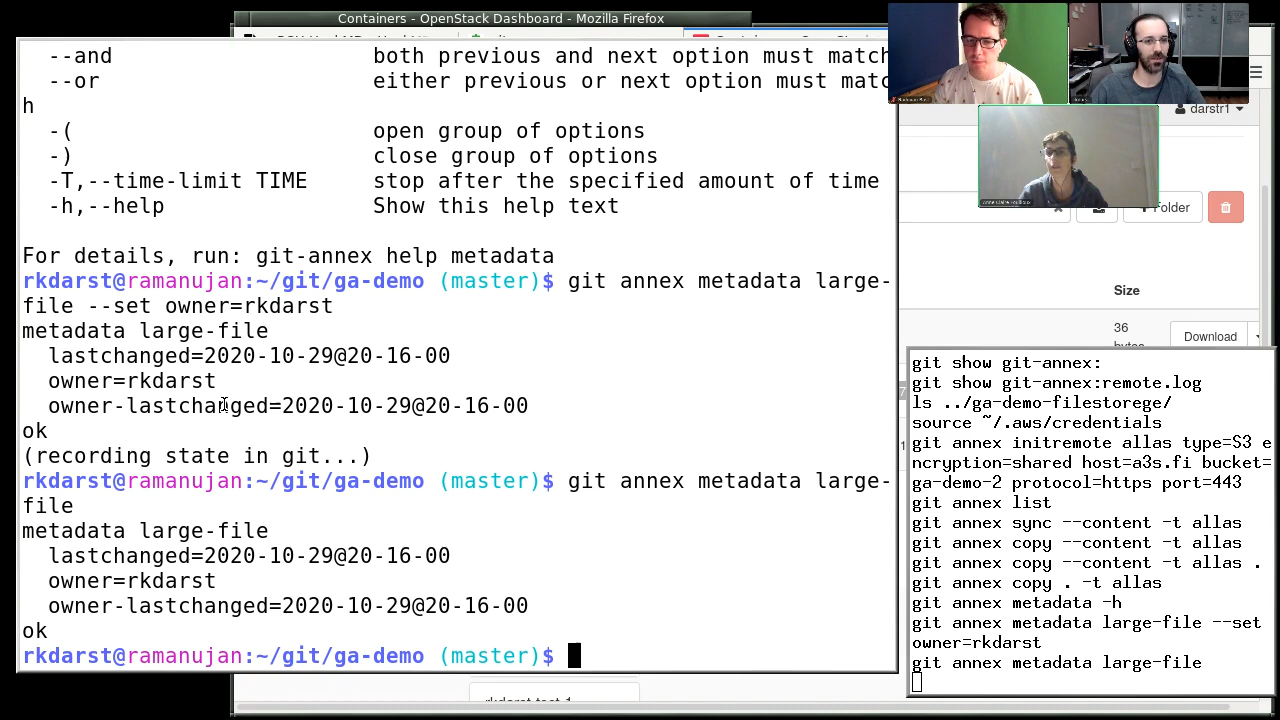 Containers - OpenStack Dashboard - Mozilla Firefox
--and both previous and next option must match
--or either previous or next option must matc
h
-( open group of options
-) close group of options
-T,--time-limit TIME stop after the specified amount of time
-h,--help Show this help text
For details, run: git-annex help metadata
rkdarst@ramanujan:~/git/ga-demo (master)$ git annex metadata large-
file --set owner=rkdarst
metadata large-file
lastchanged=2020-10-29@20-16-00
owner=rkdarst
owner-lastchanged=2020-10-29@20-16-00
ok
(recording state in git...)
rkdarst@ramanujan:~/git/ga-demo (master)$ git annex metadata large-
file
metadata large-file
lastchanged=2020-10-29@20-16-00
owner=rkdarst
owner-lastchanged=2020-10-29@20-16-00
ok
rkdarst@ramanujan:~/git/ga-demo (master)$
darstr1
Folder
Size
36
bytes
Download
git show git-annex:
git show git-annex:remote.log
ls ../ga-demo-filestorege/
source ~/.aws/credentials
git annex initremote allas type=S3 e
ncryption=shared host=a3s.fi bucket=
ga-demo-2 protocol=https port=443
git annex list
git annex sync --content -t allas
git annex copy --content -t allas
git annex copy --content -t allas .
git annex copy . -t allas
git annex metadata -h
git annex metadata large-file --set
owner=rkdarst
git annex metadata large-file
rkdarst-test-1